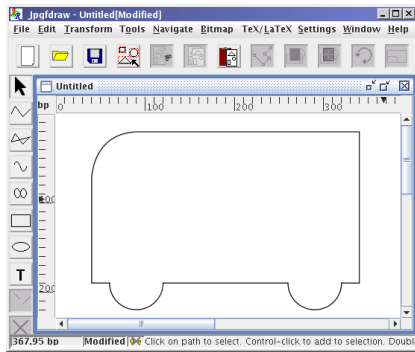 Jpgfdraw - Untitled[Modified]
File Edit Transform Tools Navigate Bitmap TeX/LaTeX Settings Window Help
Untitled
bp 0 100 200 300
100
200
T
367.95 bp Modified Click on path to select. Control-click to add to selection. Doubl